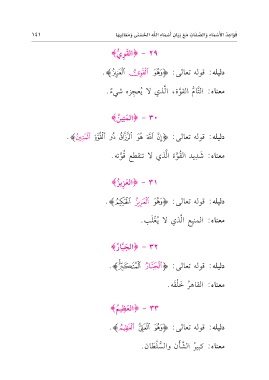 قواعد الأسماء والصفات مع بيان أسماء الله الحسنى ومعانيها ١٤١
٢٩ - ﴿القَوِيُّ﴾
دليله: قوله تعالى: ﴿وَهُوَ ٱلْقَوِيُّ ٱلْعَزِيزُ﴾.
معناه: التَّامُّ القوَّة، الَّذي لا يُعجِزه شيءٌ.
٣٠ - ﴿المَتِينُ﴾
دليله: قوله تعالى: ﴿إِنَّ ٱللَّهَ هُوَ ٱلرَّزَّاقُ ذُو ٱلْقُوَّةِ ٱلْمَتِينُ﴾.
معناه: شديد القُوَّة الَّذي لا تنقطع قُوَّته.
٣١ - ﴿العَزِيزُ﴾
دليله: قوله تعالى: ﴿وَهُوَ ٱلْعَزِيزُ ٱلْحَكِيمُ﴾.
معناه: المنيع الَّذي لا يُغْلَب.
٣٢ - ﴿الجَبَّارُ﴾
دليله: قوله تعالى: ﴿ٱلْجَبَّارُ ٱلْمُتَكَبِّرُ﴾.
معناه: القاهرُ خَلْقَه.
٣٣ - ﴿العَظِيمُ﴾
دليله: قوله تعالى: ﴿وَهُوَ ٱلْعَلِيُّ ٱلْعَظِيمُ﴾.
معناه: كبيرُ الشَّأن والسُّلْطان.